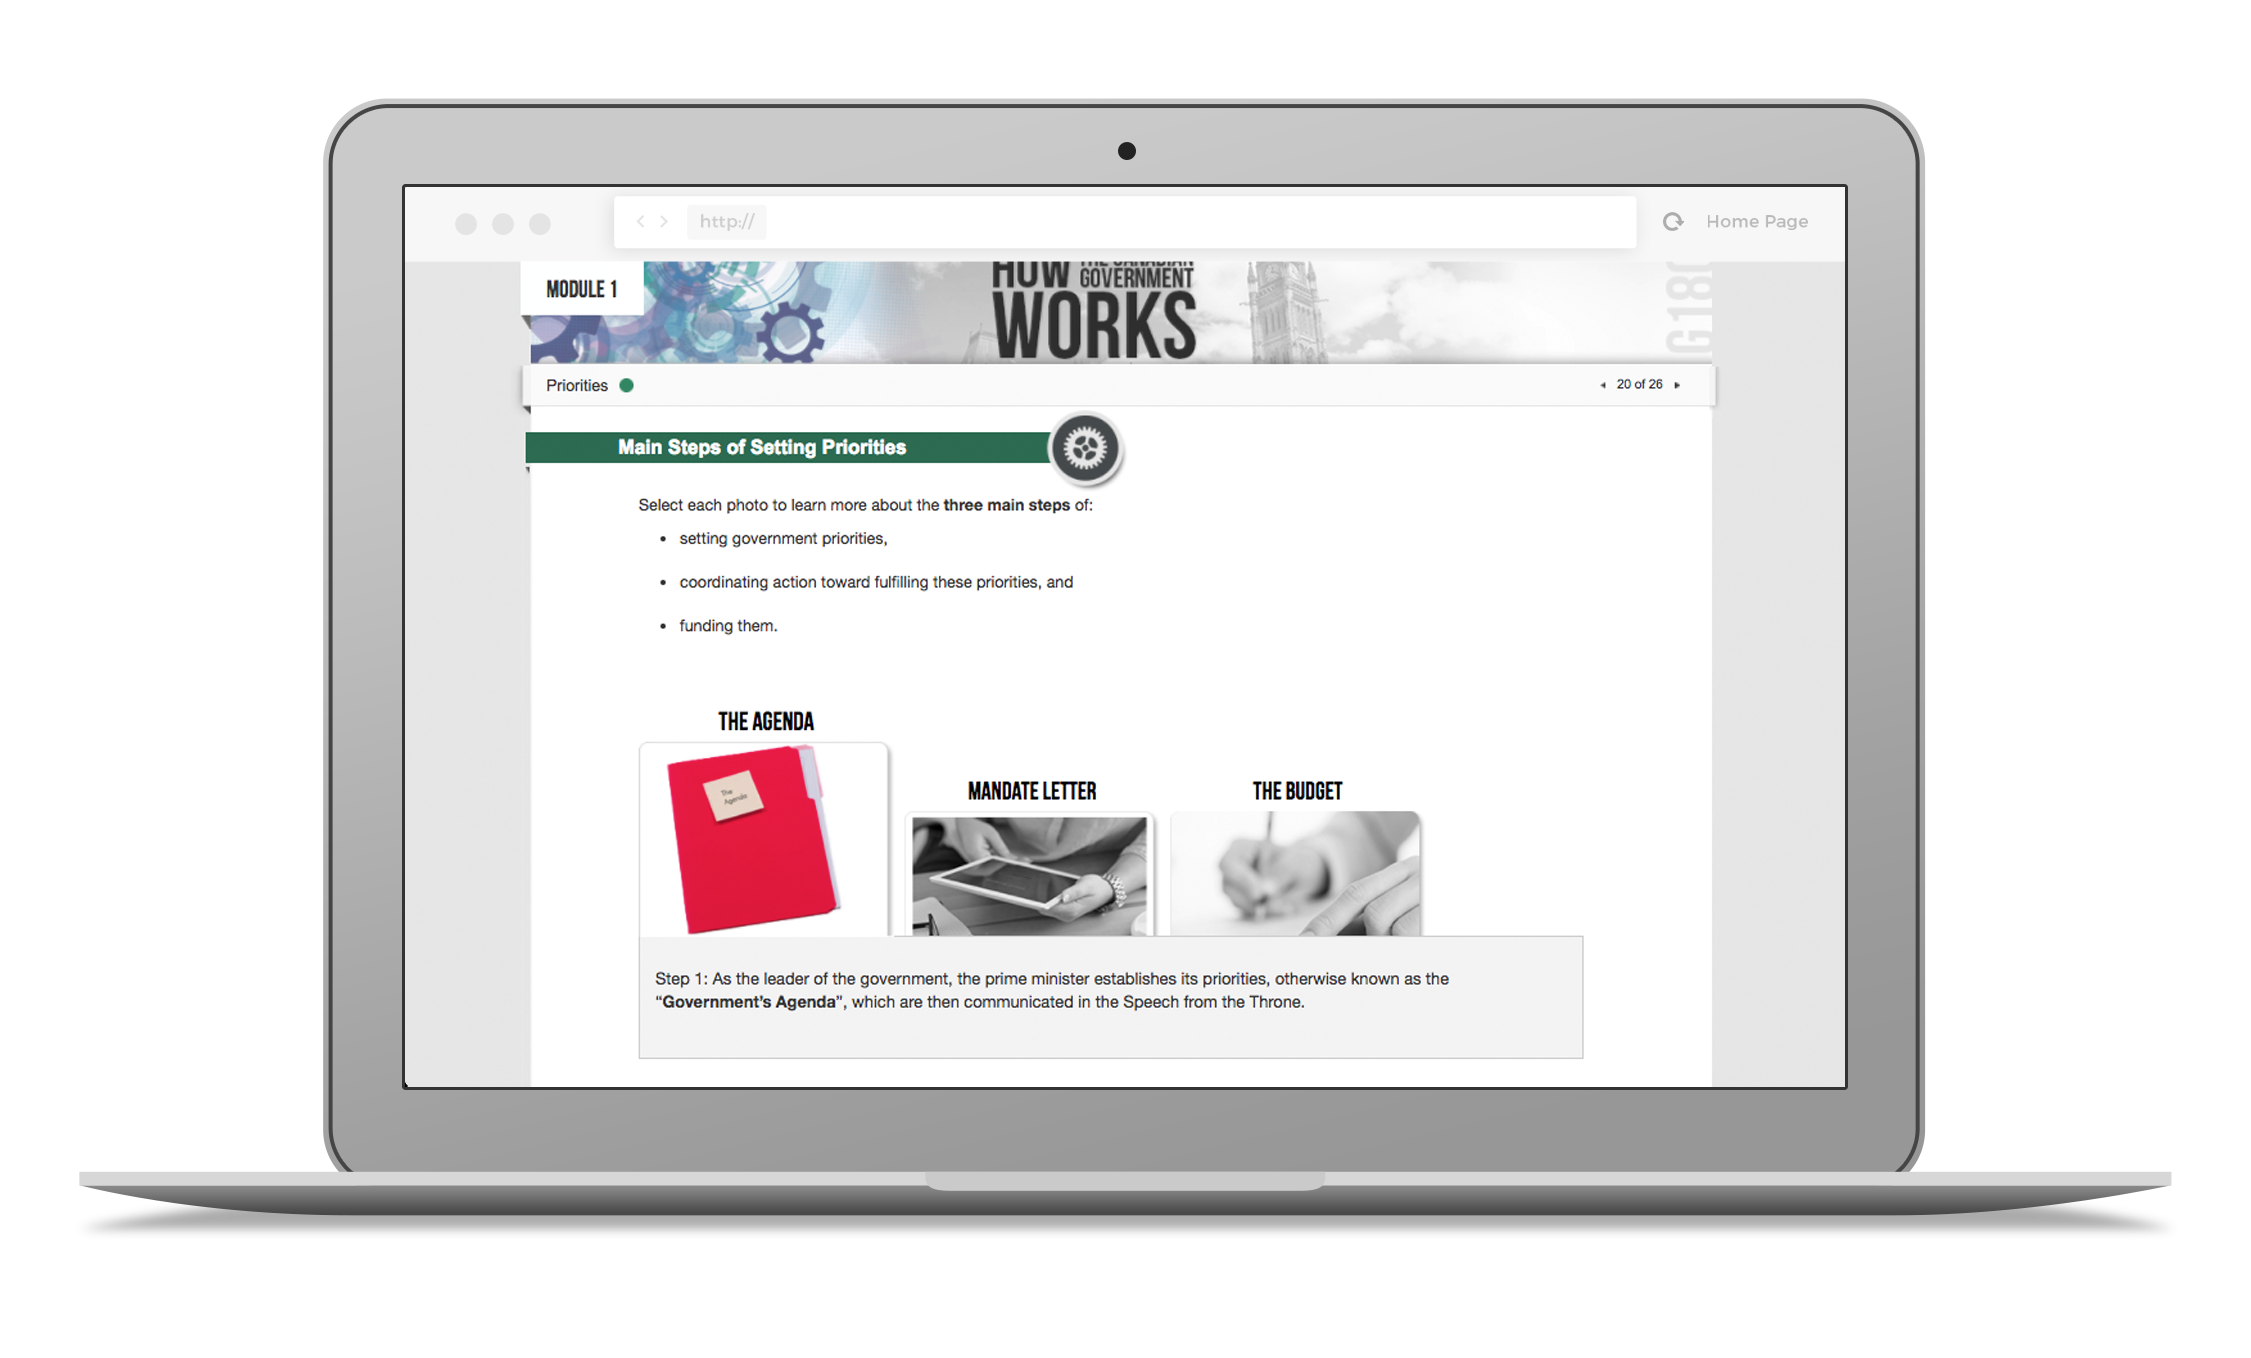 http://
Home Page
MODULE 1
HOW THE CANADIAN
GOVERNMENT
WORKS
G180
Priorities
20 of 26
Main Steps of Setting Priorities
Select each photo to learn more about the three main steps of:
• setting government priorities,
• coordinating action toward fulfilling these priorities, and
• funding them.
THE AGENDA
The
Agenda
MANDATE LETTER
THE BUDGET
Step 1: As the leader of the government, the prime minister establishes its priorities, otherwise known as the
“Government’s Agenda”, which are then communicated in the Speech from the Throne.